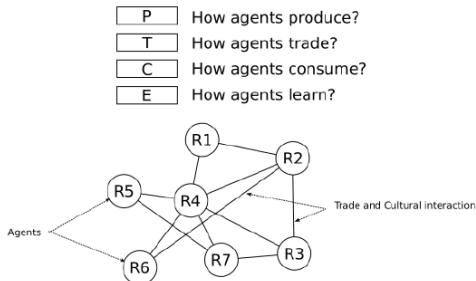 P How agents produce?
T How agents trade?
C How agents consume?
E How agents learn?
R1
R2
R5
R4
Trade and Cultural interaction
Agents
R6
R7
R3